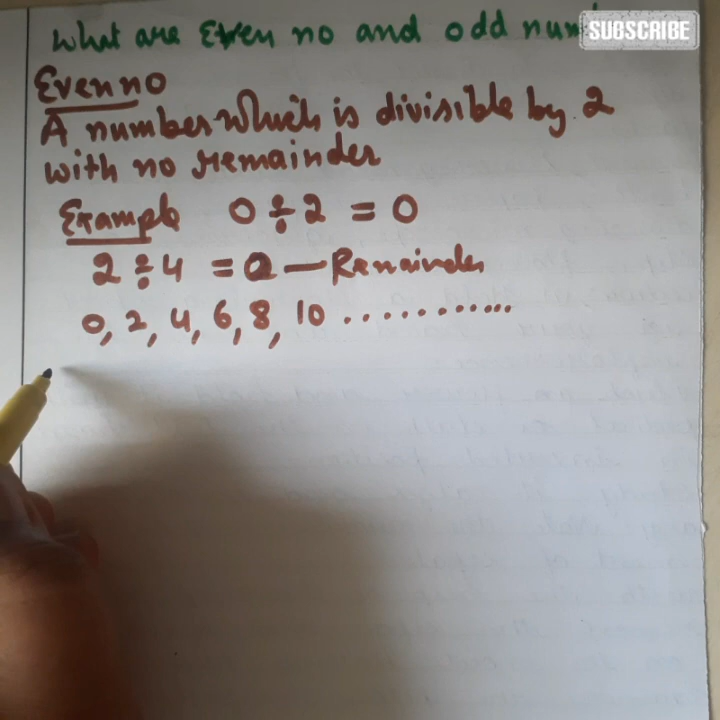 What are Even no and odd num
SUBSCRIBE
Even no
A number which is divisible by 2
with no remainder
Example 0 ÷ 2 = 0
2 ÷ 4 = 0 — Remainder
0, 2, 4, 6, 8, 10 ............